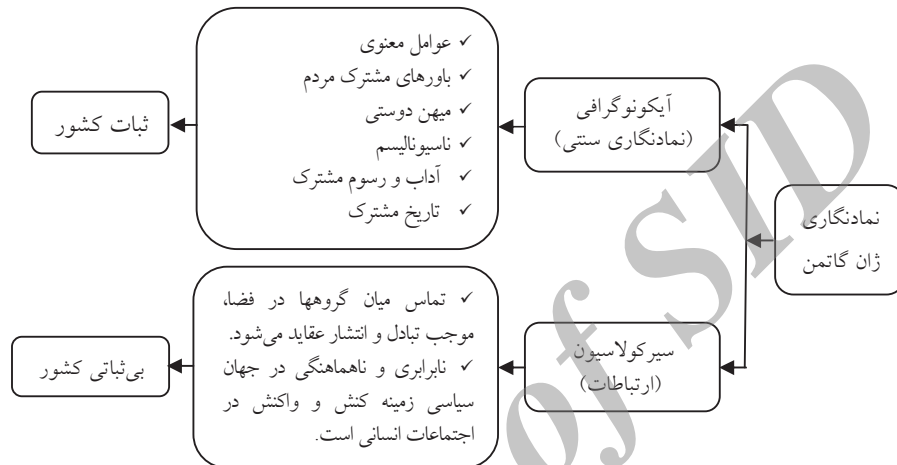 نمادنگاری
ژان گاتمن
آیکونوگرافی
(نمادنگاری سنتی)
✓ عوامل معنوی
✓ باورهای مشترک مردم
✓ میهن دوستی
✓ ناسیونالیسم
✓ آداب و رسوم مشترک
✓ تاریخ مشترک
ثبات کشور
سیرکولاسیون
(ارتباطات)
✓ تماس میان گروهها در فضا،
موجب تبادل و انتشار عقاید می‌شود.
✓ نابرابری و ناهماهنگی در جهان
سیاسی زمینه کنش و واکنش در
اجتماعات انسانی است.
بی‌ثباتی کشور
of SID